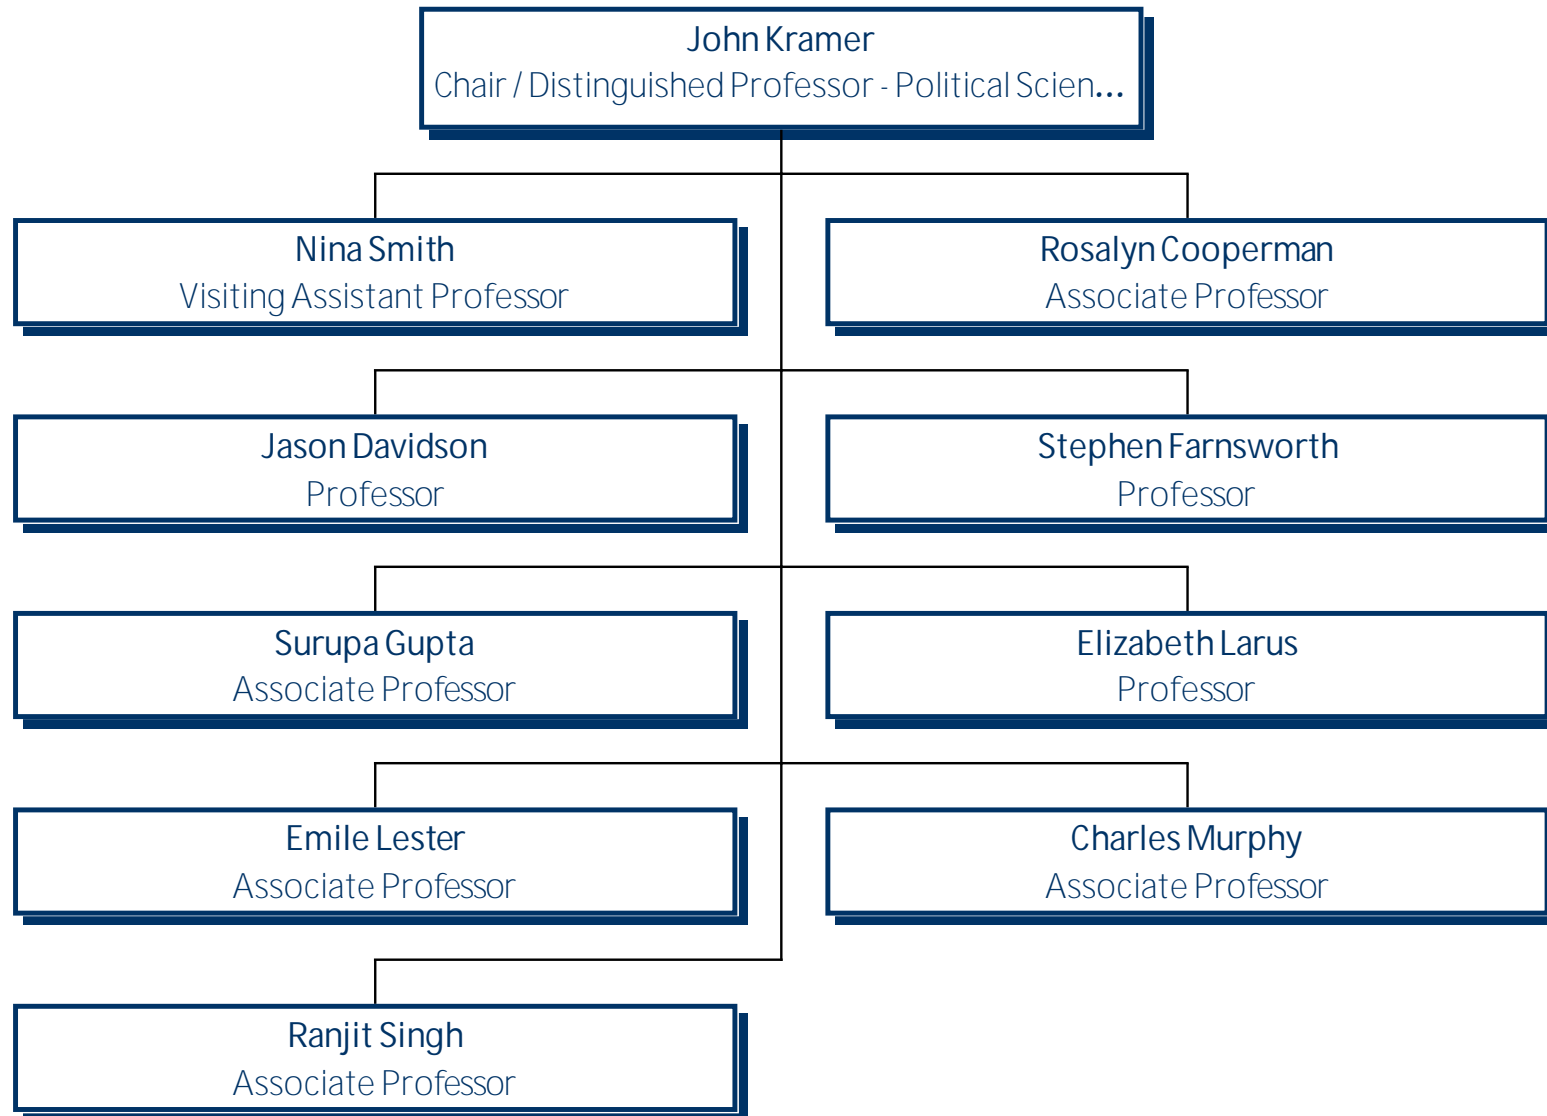 John Kramer
Chair / Distinguished Professor - Political Scien...
Nina Smith
Visiting Assistant Professor
Rosalyn Cooperman
Associate Professor
Jason Davidson
Professor
Stephen Farnsworth
Professor
Surupa Gupta
Associate Professor
Elizabeth Larus
Professor
Emile Lester
Associate Professor
Charles Murphy
Associate Professor
Ranjit Singh
Associate Professor